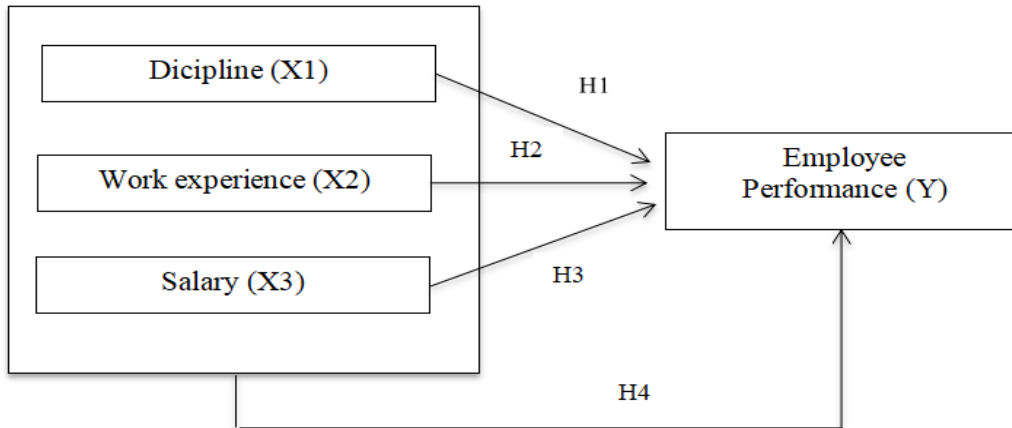 Dicipline (X1)
H1
H2
Employee
Performance (Y)
Work experience (X2)
Salary (X3)
H3
H4